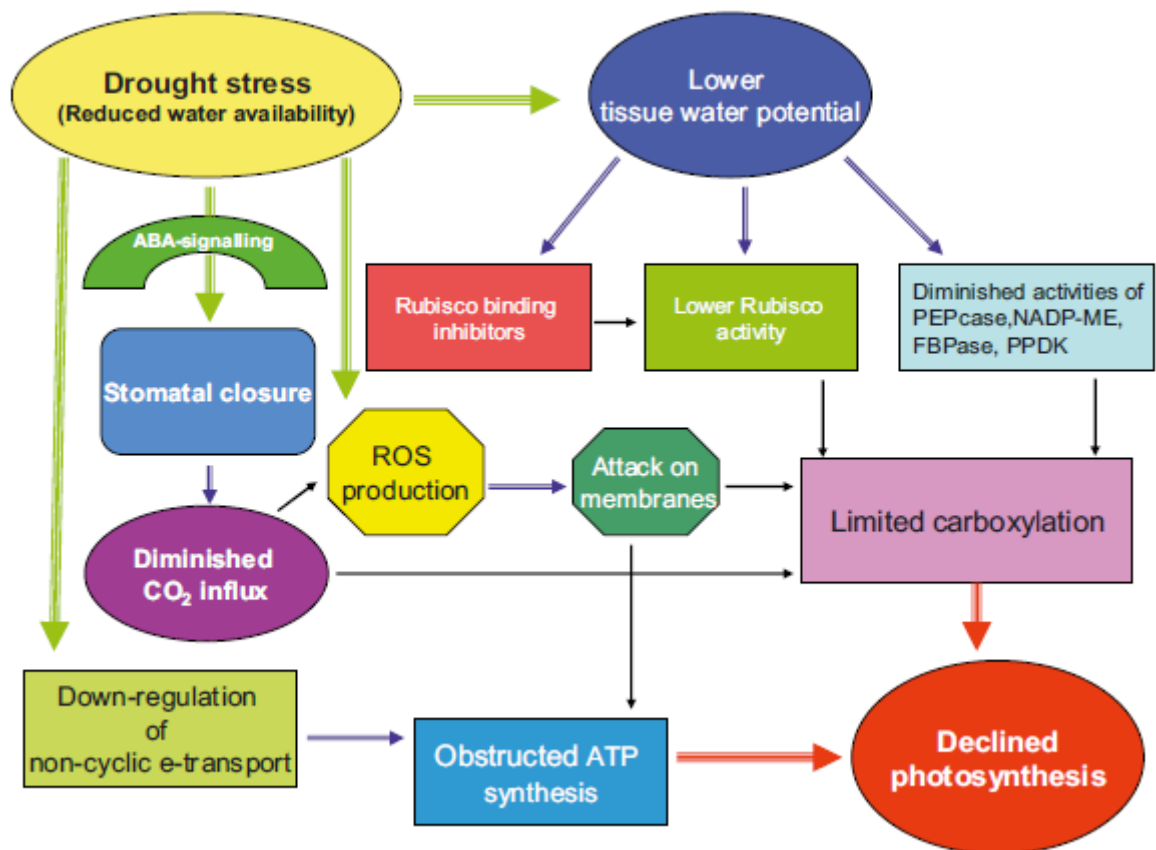 Drought stress
(Reduced water availability)
Lower
tissue water potential
ABA-signalling
Rubisco binding
inhibitors
Lower Rubisco
activity
Diminished activities of
PEPcase,NADP-ME,
FBPase, PPDK
Stomatal closure
ROS
production
Attack on
membranes
Limited carboxylation
Diminished
CO₂ influx
Down-regulation
of
non-cyclic e-transport
Obstructed ATP
synthesis
Declined
photosynthesis